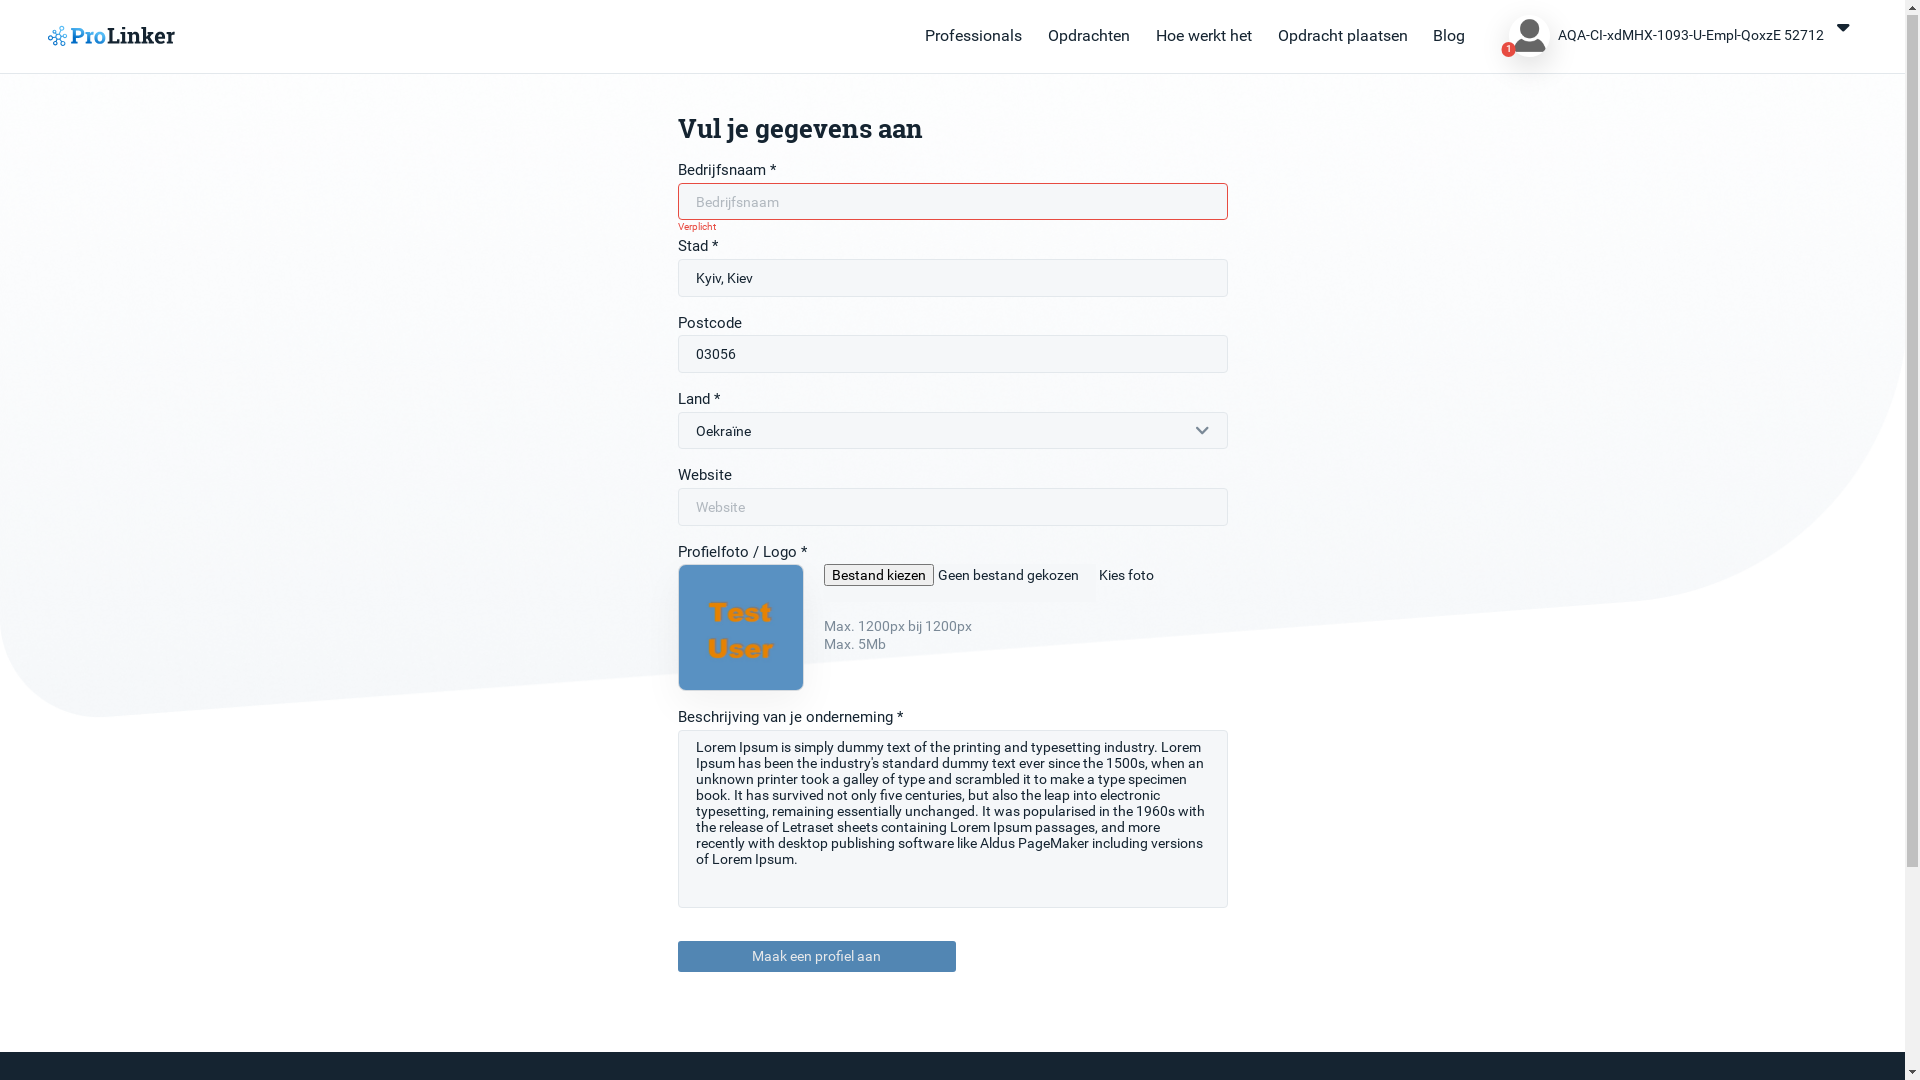 ProLinker
Professionals
Opdrachten
Hoe werkt het
Opdracht plaatsen
Blog
1
AQA-CI-xdMHX-1093-U-Empl-QoxzE 52712
Vul je gegevens aan
Bedrijfsnaam *
Bedrijfsnaam
Verplicht
Stad *
Kyiv, Kiev
Postcode
03056
Land *
Oekraïne
Website
Website
Profielfoto / Logo *
Test
User
Bestand kiezen Geen bestand gekozen
Kies foto
Max. 1200px bij 1200px
Max. 5Mb
Beschrijving van je onderneming *
Lorem Ipsum is simply dummy text of the printing and typesetting industry. Lorem
Ipsum has been the industry's standard dummy text ever since the 1500s, when an
unknown printer took a galley of type and scrambled it to make a type specimen
book. It has survived not only five centuries, but also the leap into electronic
typesetting, remaining essentially unchanged. It was popularised in the 1960s with
the release of Letraset sheets containing Lorem Ipsum passages, and more
recently with desktop publishing software like Aldus PageMaker including versions
of Lorem Ipsum.
Maak een profiel aan